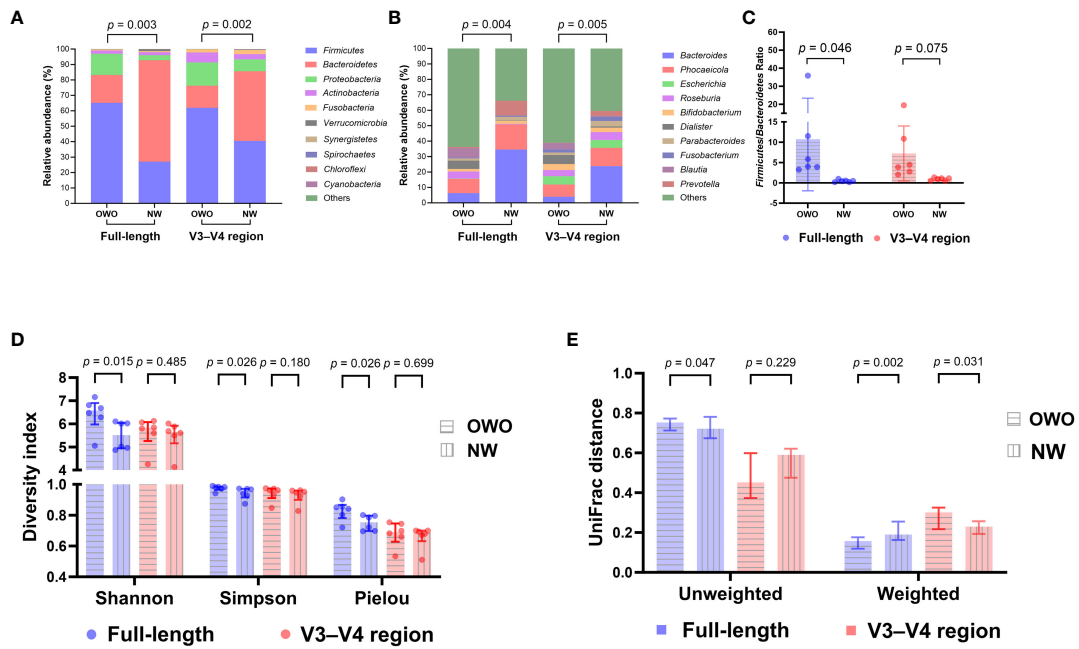 A
p = 0.003
p = 0.002
Relative abundeance (%)
100
90
80
70
60
50
40
30
20
10
0
OWO
NW
OWO
NW
Full-length
V3–V4 region
Firmicutes
Bacteroidetes
Proteobacteria
Actinobacteria
Fusobacteria
Verrucomicrobia
Synergistetes
Spirochaetes
Chloroflexi
Cyanobacteria
Others
B
p = 0.004
p = 0.005
Relative abundeance (%)
100
90
80
70
60
50
40
30
20
10
0
OWO
NW
OWO
NW
Full-length
V3–V4 region
Bacteroides
Phocaeicola
Escherichia
Roseburia
Bifidobacterium
Dialister
Parabacteroides
Fusobacterium
Blautia
Prevotella
Others
C
p = 0.046
p = 0.075
Firmicutes/Bacteroidetes Ratio
60
50
40
30
20
15
10
5
0
-5
OWO
NW
OWO
NW
Full-length
V3–V4 region
D
p = 0.015
p = 0.485
p = 0.026
p = 0.180
p = 0.026
p = 0.699
Diversity index
8
7
6
5
4
1.0
0.8
0.6
0.4
OWO
NW
Shannon
Simpson
Pielou
Full-length
V3–V4 region
E
p = 0.047
p = 0.229
p = 0.002
p = 0.031
UniFrac distance
1.0
0.8
0.6
0.4
0.2
0.0
OWO
NW
Unweighted
Weighted
Full-length
V3–V4 region